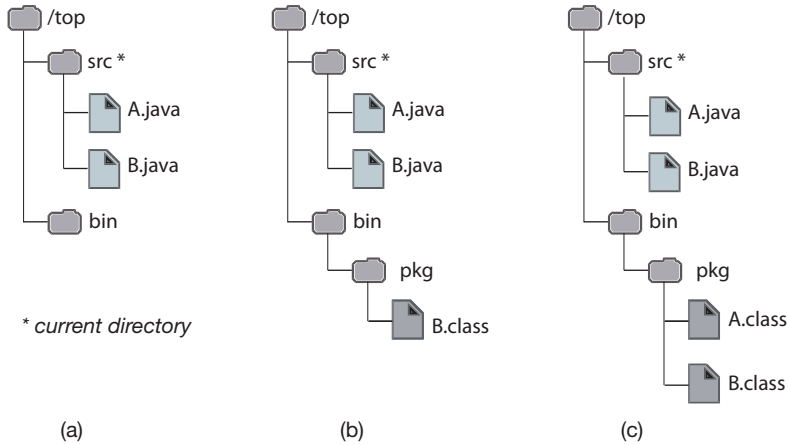 /top
src *
A.java
B.java
bin
* current directory
(a)
/top
src *
A.java
B.java
bin
pkg
B.class
(b)
/top
src *
A.java
B.java
bin
pkg
A.class
B.class
(c)